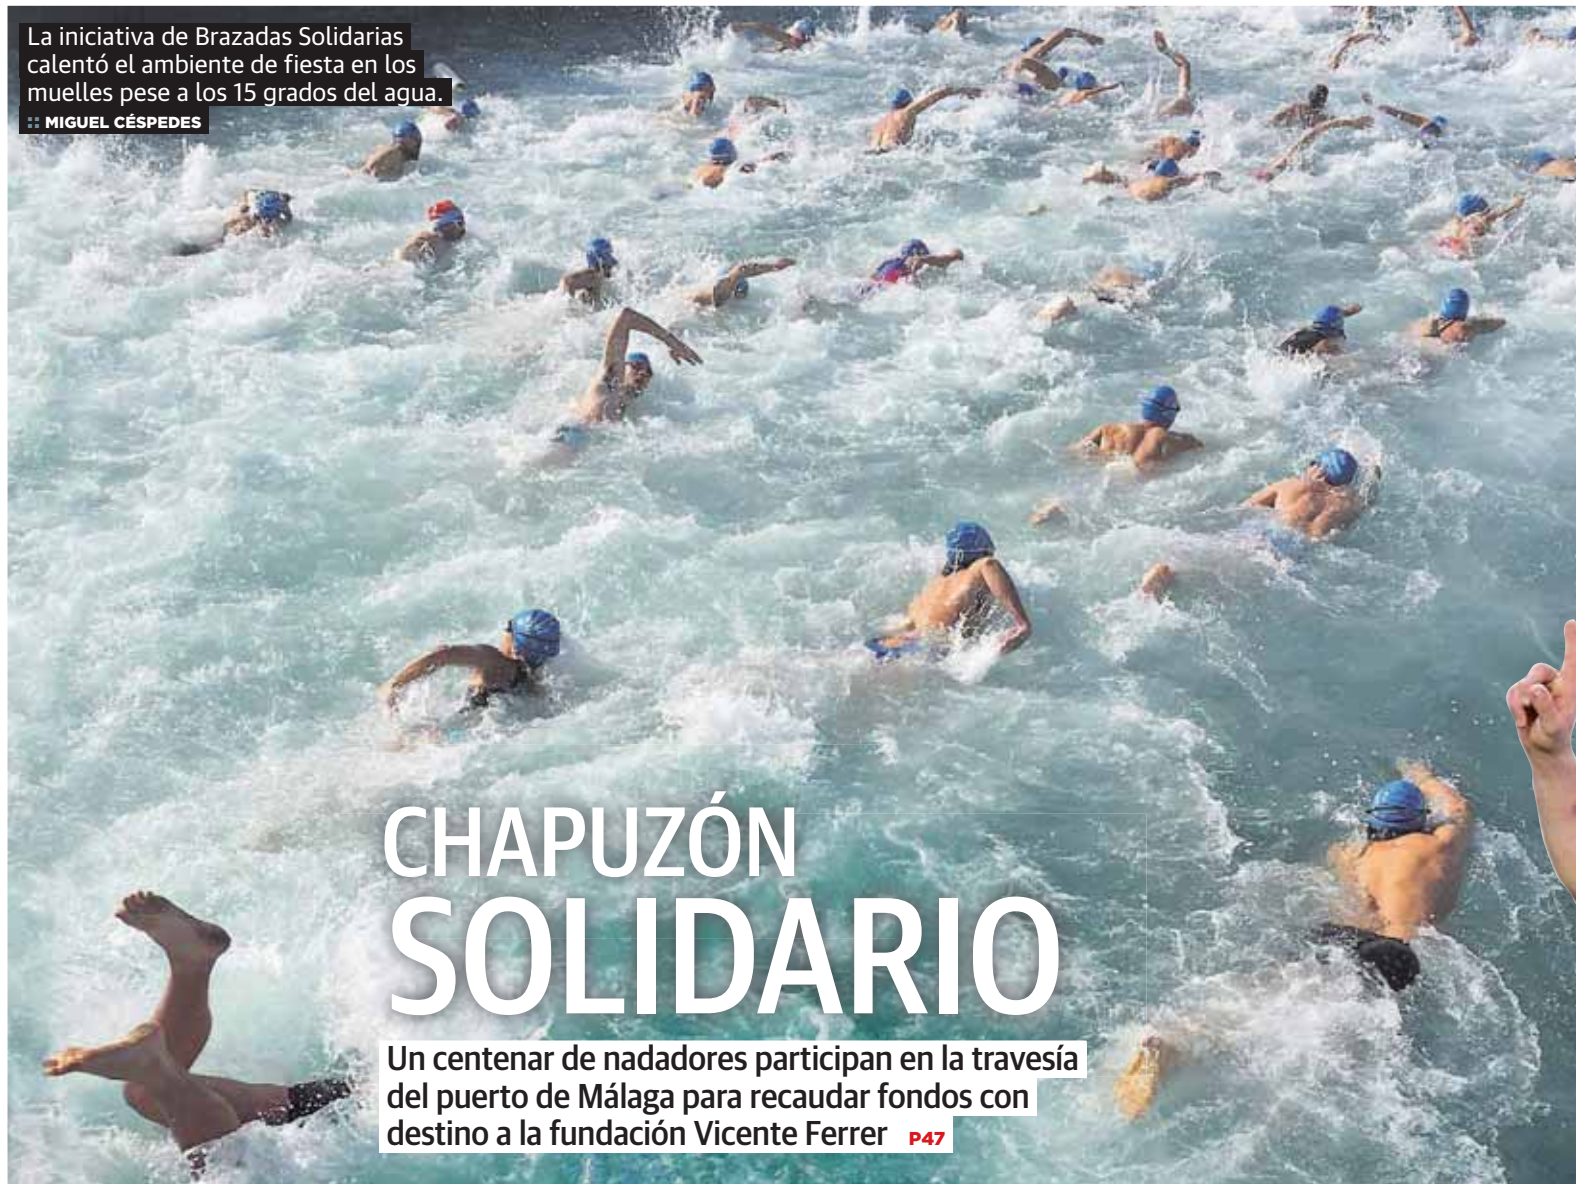 La iniciativa de Brazadas Solidarias
calentó el ambiente de fiesta en los
muelles pese a los 15 grados del agua.
:: MIGUEL CÉSPEDES
CHAPUZÓN
SOLIDARIO
Un centenar de nadadores participan en la travesía
del puerto de Málaga para recaudar fondos con
destino a la fundación Vicente Ferrer P47